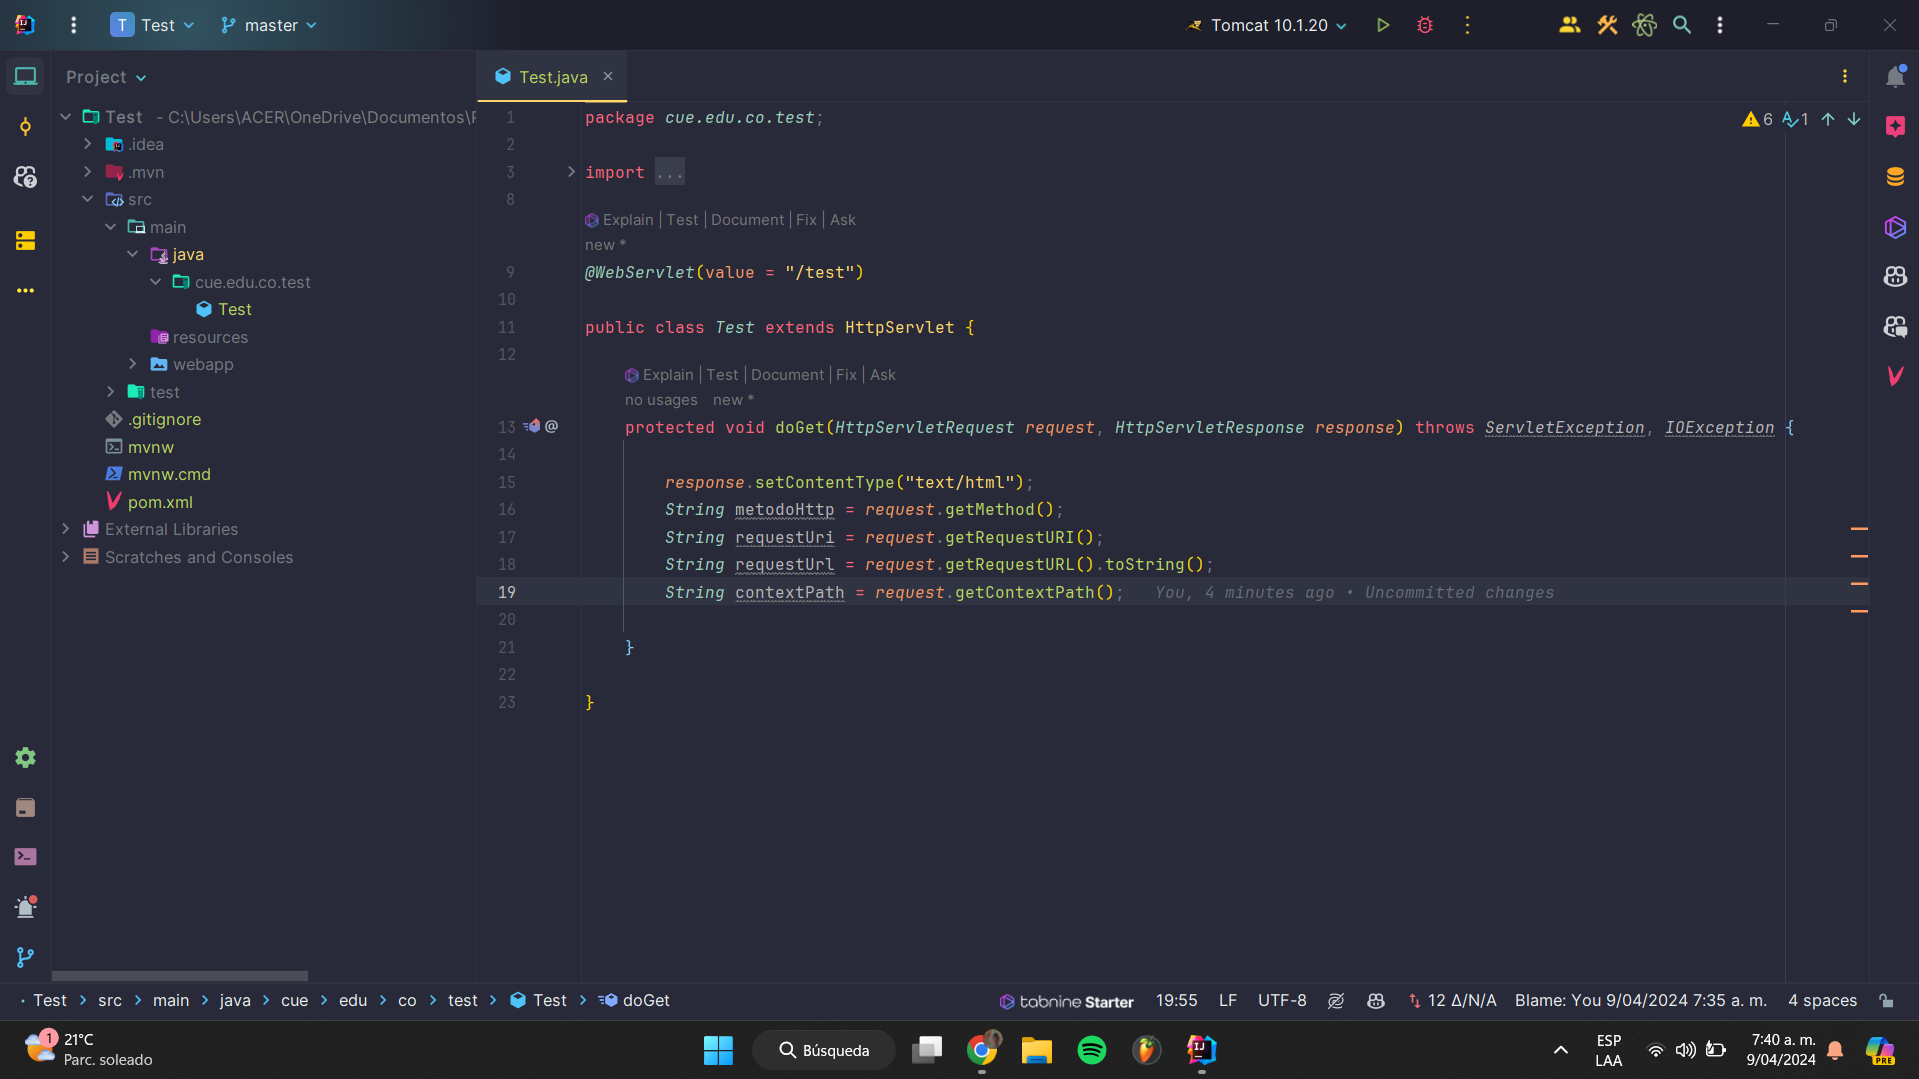 T Test master Tomcat 10.1.20
Project
Test - C:\Users\ACER\OneDrive\Documentos\
.idea
.mvn
src
main
java
cue.edu.co.test
Test
resources
webapp
test
.gitignore
mvnw
mvnw.cmd
pom.xml
External Libraries
Scratches and Consoles
Test.java
6 1
1 package cue.edu.co.test;
2
3 import ...
8
Explain | Test | Document | Fix | Ask
new *
9 @WebServlet(value = "/test")
10
11 public class Test extends HttpServlet {
12
Explain | Test | Document | Fix | Ask
no usages new *
13 @ protected void doGet(HttpServletRequest request, HttpServletResponse response) throws ServletException, IOException {
14
15 response.setContentType("text/html");
16 String metodoHttp = request.getMethod();
17 String requestUri = request.getRequestURI();
18 String requestUrl = request.getRequestURL().toString();
19 String contextPath = request.getContextPath(); You, 4 minutes ago • Uncommitted changes
20
21 }
22
23 }
Test > src > main > java > cue > edu > co > test > Test > doGet
tabnine Starter 19:55 LF UTF-8 12 Δ/N/A Blame: You 9/04/2024 7:35 a. m. 4 spaces
1 21°C
Parc. soleado
Búsqueda
ESP
LAA
7:40 a. m.
9/04/2024
PRE